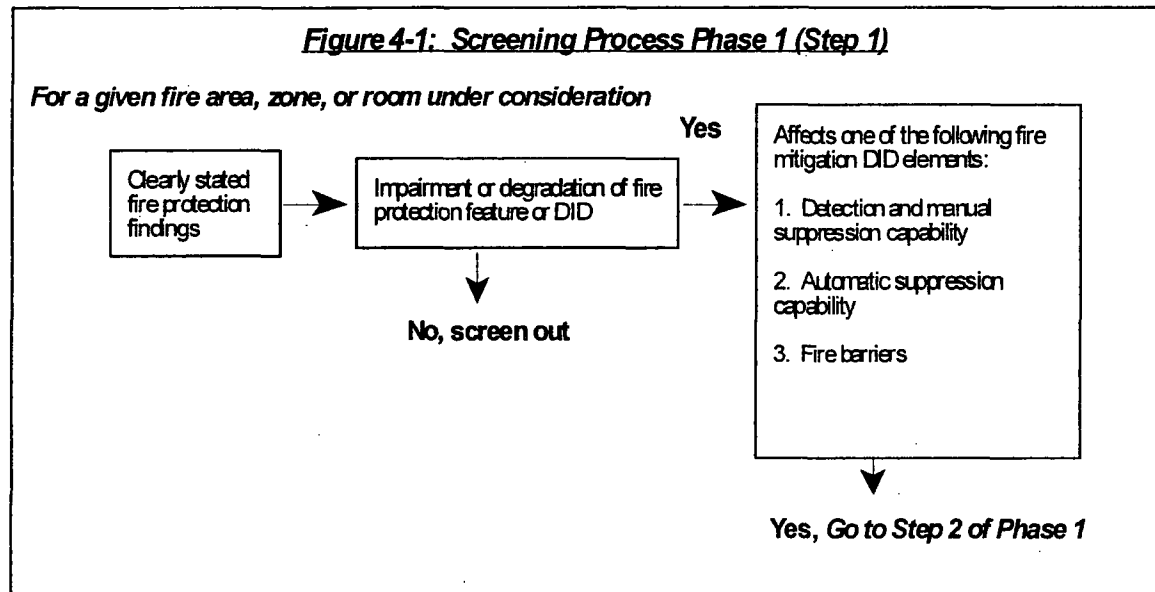 Figure 4-1: Screening Process Phase 1 (Step 1)
For a given fire area, zone, or room under consideration
Clearly stated
fire protection
findings
Impairment or degradation of fire
protection feature or DID
No, screen out
Yes
Affects one of the following fire
mitigation DID elements:
1. Detection and manual
suppression capability
2. Automatic suppression
capability
3. Fire barriers
Yes, Go to Step 2 of Phase 1